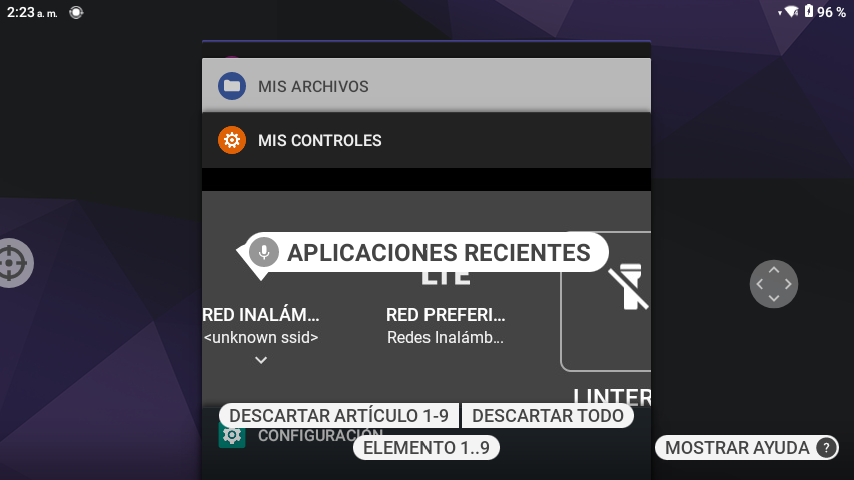 2:23 a. m.
96 %
MIS ARCHIVOS
MIS CONTROLES
APLICACIONES RECIENTES
LTE
RED INALÁM...
RED PREFERI...
<unknown ssid>
Redes Inalámb...
LINTER
DESCARTAR ARTÍCULO 1-9
DESCARTAR TODO
CONFIGURACIÓN
ELEMENTO 1..9
MOSTRAR AYUDA ?